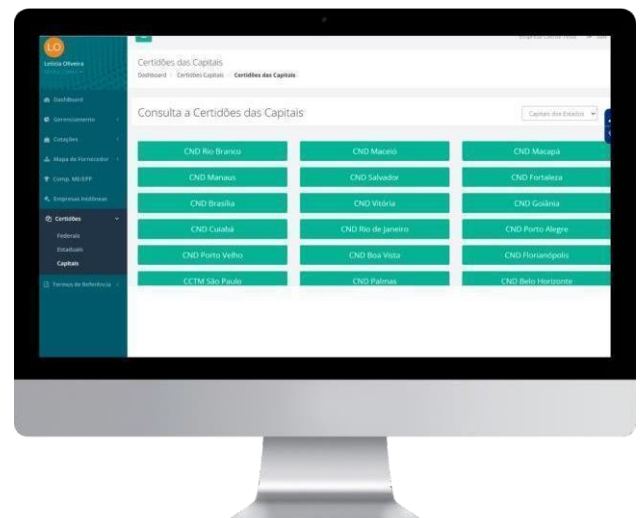 LO
Leticia Oliveira
Certidões das Capitais
Dashboard / Certidões Capitais / Certidões das Capitais
Dashboard
Gerenciamento
Cotações
Mapa de Fornecedor
Comp. ME/EPP
Empresas Inidôneas
Certidões
Federais
Estaduais
Capitais
Termos de Referência
Consulta a Certidões das Capitais
Capitais dos Estados
CND Rio Branco
CND Maceió
CND Macapá
CND Manaus
CND Salvador
CND Fortaleza
CND Brasília
CND Vitória
CND Goiânia
CND Cuiabá
CND Rio de Janeiro
CND Porto Alegre
CND Porto Velho
CND Boa Vista
CND Florianópolis
CCTM São Paulo
CND Palmas
CND Belo Horizonte